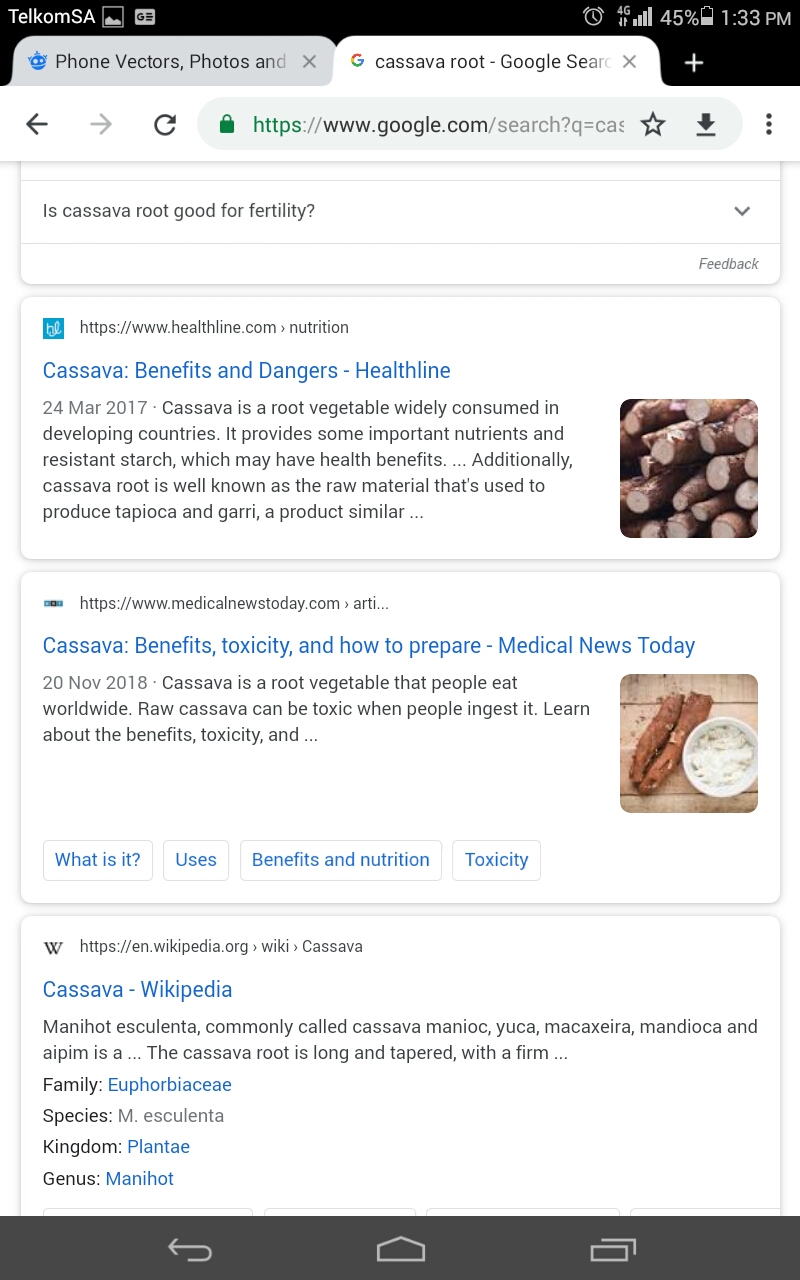 TelkomSA GE 4G 45% 1:33 PM
Phone Vectors, Photos and
cassava root - Google Searc
https://www.google.com/search?q=cas
Is cassava root good for fertility?
Feedback
hl https://www.healthline.com › nutrition
Cassava: Benefits and Dangers - Healthline
24 Mar 2017 · Cassava is a root vegetable widely consumed in
developing countries. It provides some important nutrients and
resistant starch, which may have health benefits. ... Additionally,
cassava root is well known as the raw material that's used to
produce tapioca and garri, a product similar ...
https://www.medicalnewstoday.com › arti...
Cassava: Benefits, toxicity, and how to prepare - Medical News Today
20 Nov 2018 · Cassava is a root vegetable that people eat
worldwide. Raw cassava can be toxic when people ingest it. Learn
about the benefits, toxicity, and ...
What is it? Uses Benefits and nutrition Toxicity
W https://en.wikipedia.org › wiki › Cassava
Cassava - Wikipedia
Manihot esculenta, commonly called cassava manioc, yuca, macaxeira, mandioca and
aipim is a ... The cassava root is long and tapered, with a firm ...
Family: Euphorbiaceae
Species: M. esculenta
Kingdom: Plantae
Genus: Manihot